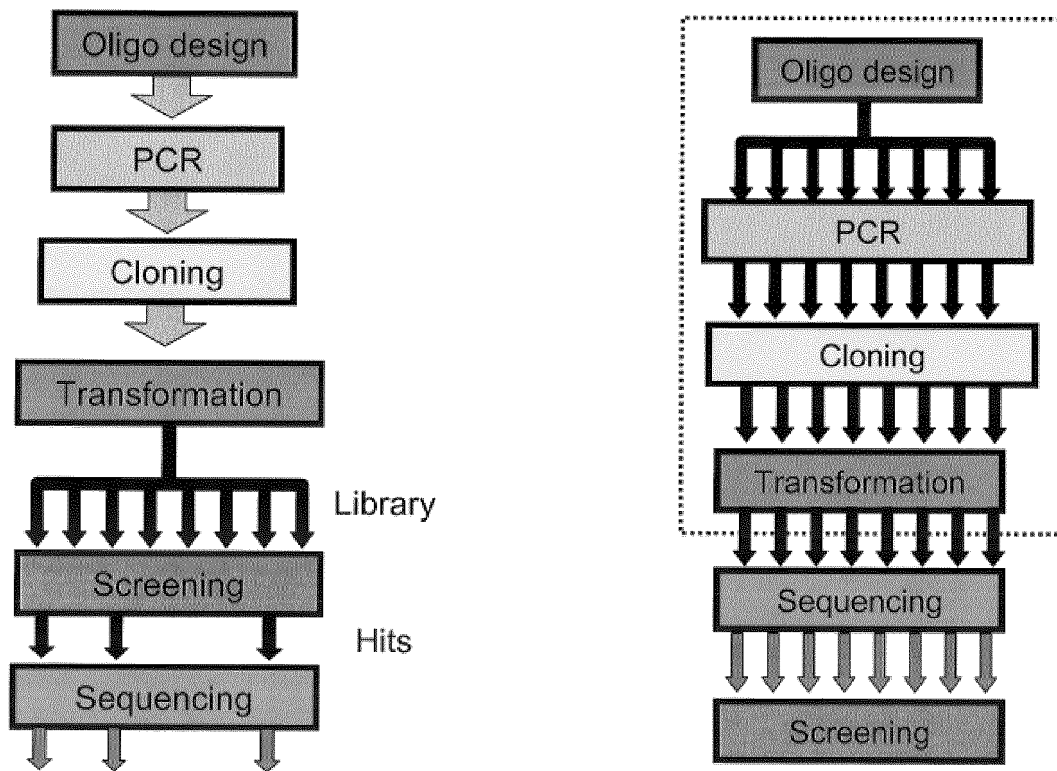 Oligo design
PCR
Cloning
Transformation
Library
Screening
Hits
Sequencing
Oligo design
PCR
Cloning
Transformation
Sequencing
Screening